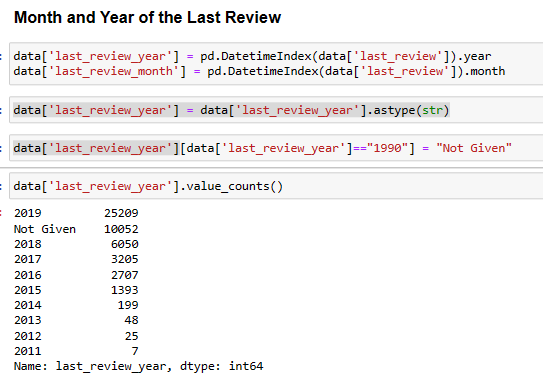 Month and Year of the Last Review
data['last_review_year'] = pd.DatetimeIndex(data['last_review']).year
data['last_review_month'] = pd.DatetimeIndex(data['last_review']).month
data['last_review_year'] = data['last_review_year'].astype(str)
data['last_review_year'][data['last_review_year']=="1990"] = "Not Given"
data['last_review_year'].value_counts()
2019 25209
Not Given 10052
2018 6050
2017 3205
2016 2707
2015 1393
2014 199
2013 48
2012 25
2011 7
Name: last_review_year, dtype: int64